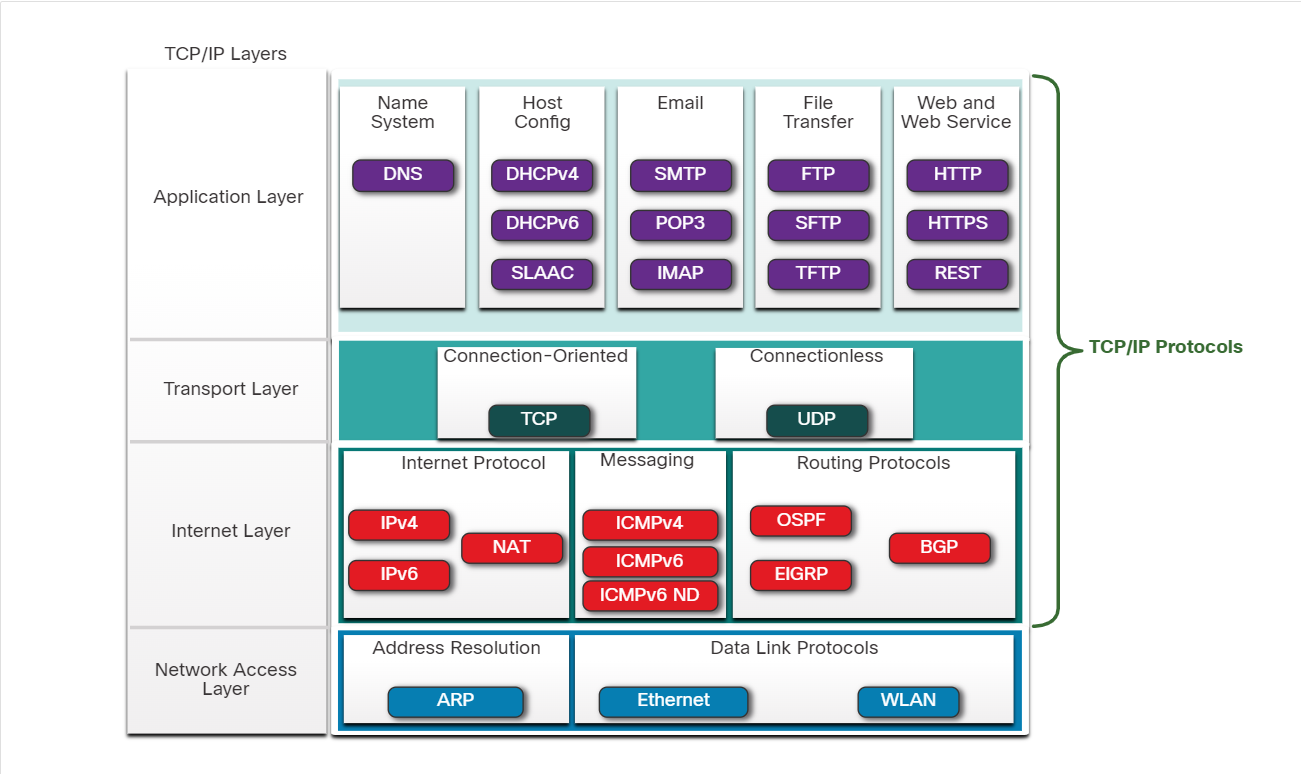 TCP/IP Layers
Application Layer
Name
System
DNS
Host
Config
DHCPv4
DHCPv6
SLAAC
Email
SMTP
POP3
IMAP
File
Transfer
FTP
SFTP
TFTP
Web and
Web Service
HTTP
HTTPS
REST
TCP/IP Protocols
Transport Layer
Connection-Oriented
TCP
Connectionless
UDP
Internet Layer
Internet Protocol
IPv4
IPv6
NAT
Messaging
ICMPv4
ICMPv6
ICMPv6 ND
Routing Protocols
OSPF
EIGRP
BGP
Network Access
Layer
Address Resolution
ARP
Data Link Protocols
Ethernet
WLAN